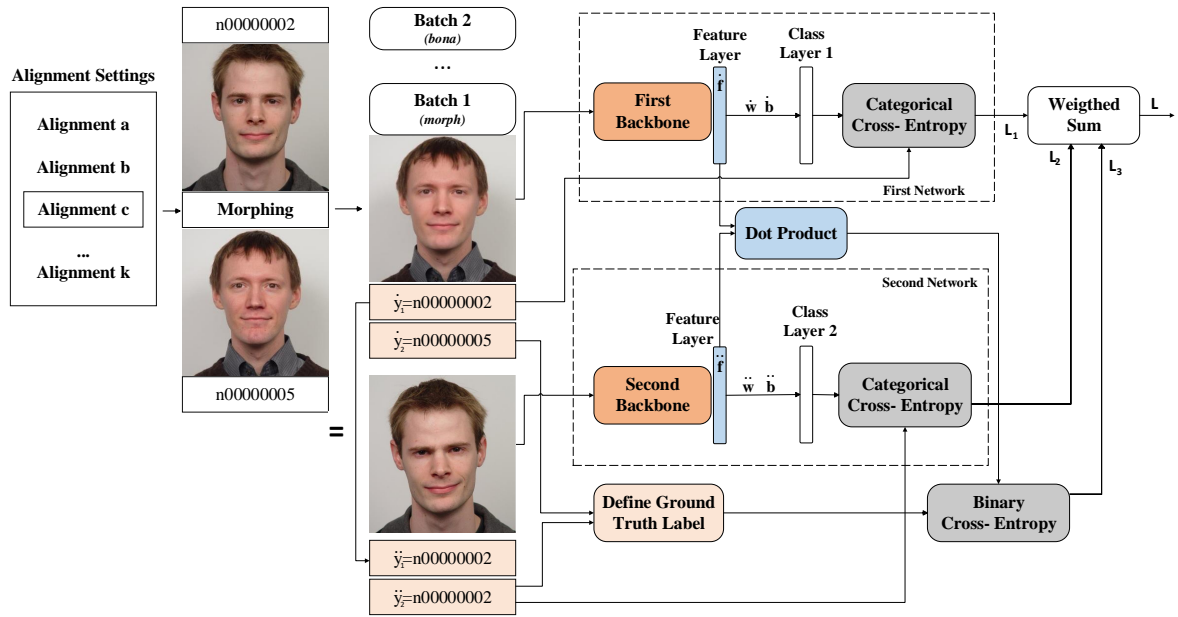 Alignment Settings
Alignment a
Alignment b
Alignment c
...
Alignment k
n00000002
Morphing
n00000005
=
Batch 2
(bona)
...
Batch 1
(morph)
ẏ₁=n00000002
ẏ₂=n00000005
ÿ₁=n00000002
ÿ₂=n00000002
First
Backbone
Feature
Layer
ḟ
ẇ ḃ
Class
Layer 1
Categorical
Cross- Entropy
First Network
L₁
Weigthed
Sum
L
L₂
L₃
Dot Product
Second Network
Second
Backbone
Feature
Layer
f̈
ẅ b̈
Class
Layer 2
Categorical
Cross- Entropy
Define Ground
Truth Label
Binary
Cross- Entropy